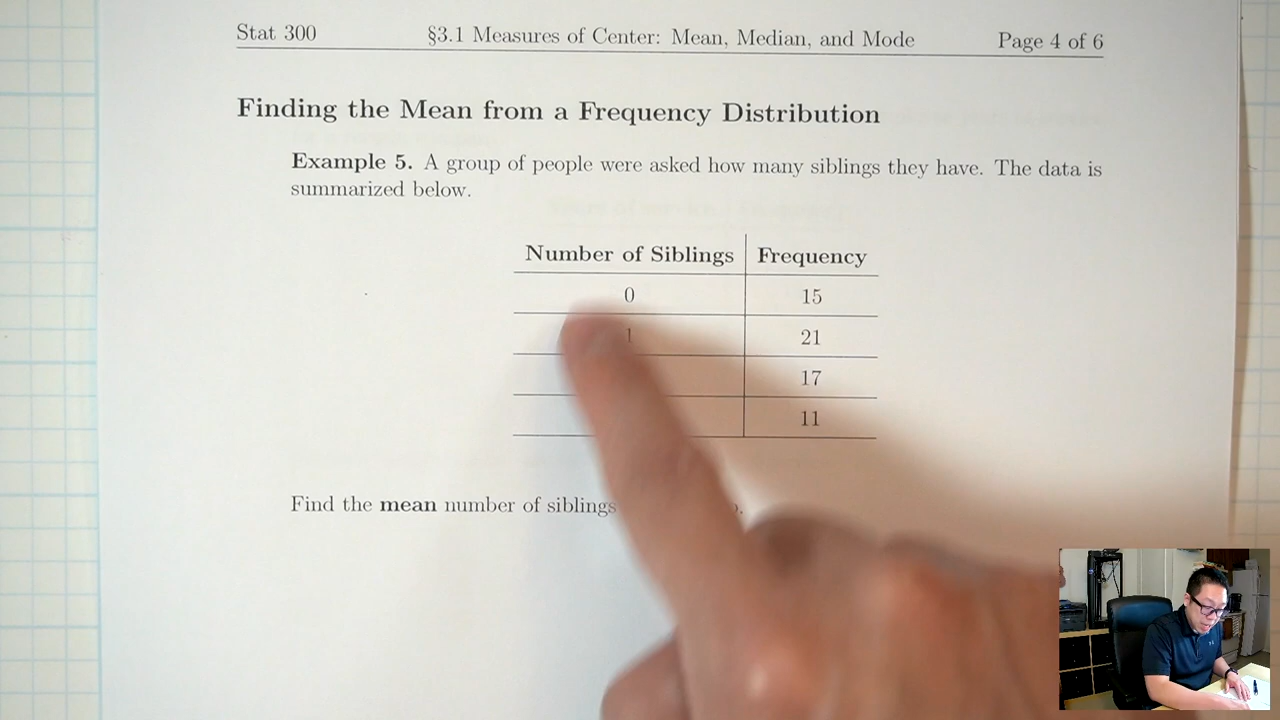 Stat 300 §3.1 Measures of Center: Mean, Median, and Mode Page 4 of 6
Finding the Mean from a Frequency Distribution
Example 5. A group of people were asked how many siblings they have. The data is
summarized below.
Number of Siblings Frequency
0 15
1 21
17
11
Find the mean number of siblings